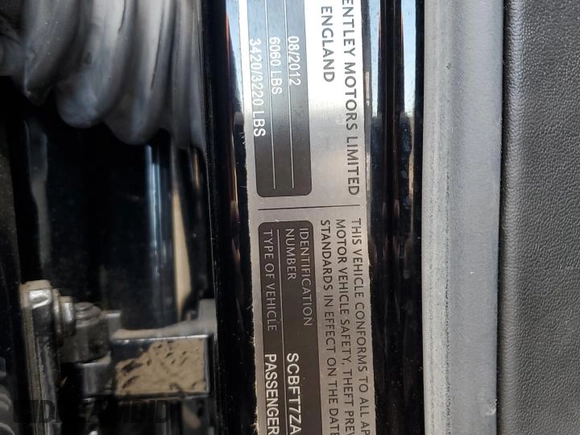 ENTLEY MOTORS LIMITED
ENGLAND
08/2012
6060 LBS
3420/3220 LBS
THIS VEHICLE CONFORMS TO ALL AP
MOTOR VEHICLE SAFETY, THEFT PREV
STANDARDS IN EFFECT ON THE DATE
IDENTIFICATION
NUMBER SCBFT7ZA
TYPE OF VEHICLE PASSENGER